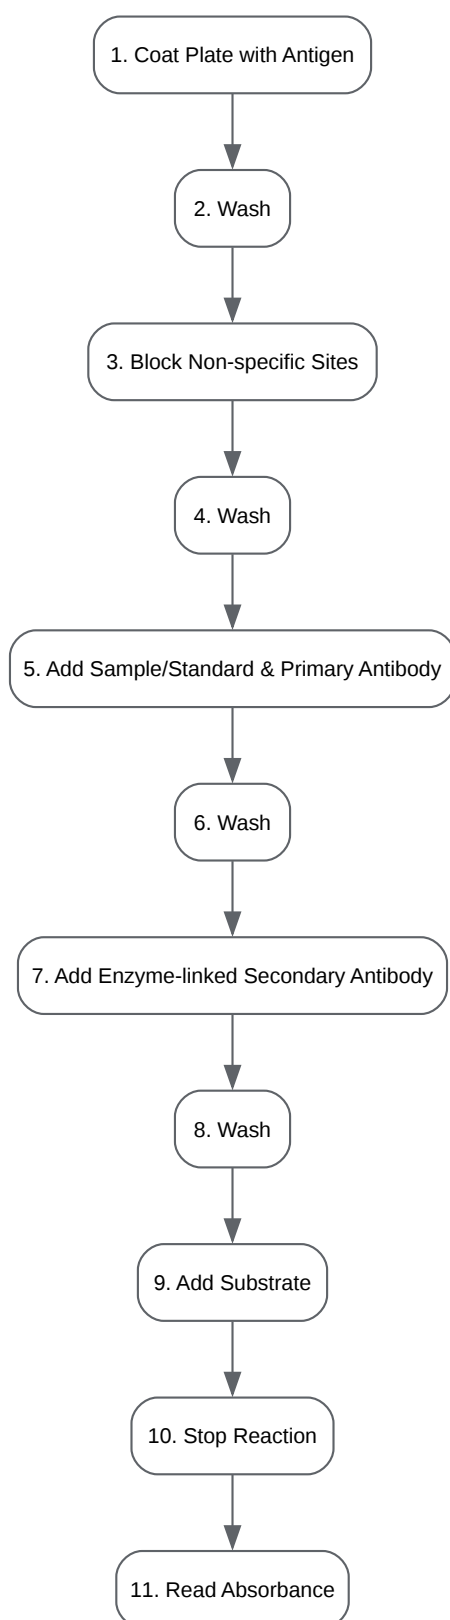 1. Coat Plate with Antigen
2. Wash
3. Block Non-specific Sites
4. Wash
5. Add Sample/Standard & Primary Antibody
6. Wash
7. Add Enzyme-linked Secondary Antibody
8. Wash
9. Add Substrate
10. Stop Reaction
11. Read Absorbance